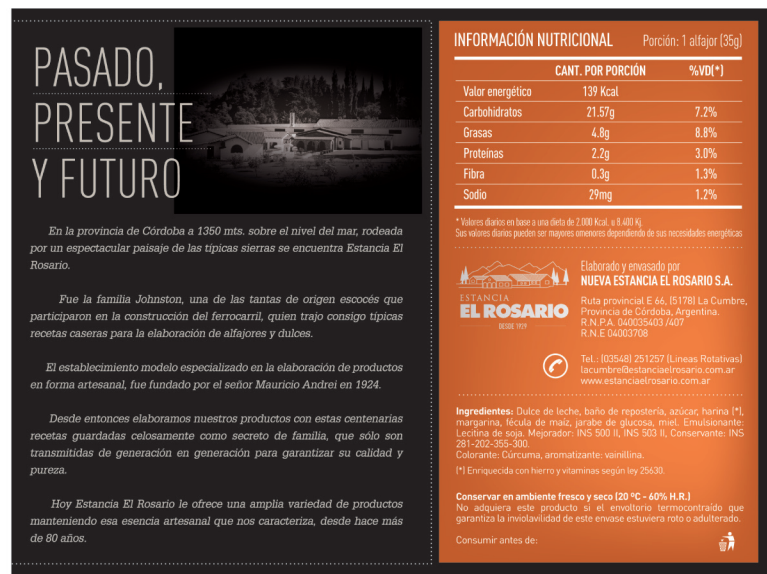 PASADO,
PRESENTE
Y FUTURO
En la provincia de Córdoba a 1350 mts. sobre el nivel del mar, rodeada
por un espectacular paisaje de las típicas sierras se encuentra Estancia El
Rosario.
Fue la familia Johnston, una de las tantas de origen escocés que
participaron en la construcción del ferrocarril, quien trajo consigo típicas
recetas caseras para la elaboración de alfajores y dulces.
El establecimiento modelo especializado en la elaboración de productos
en forma artesanal, fue fundado por el señor Mauricio Andrei en 1924.
Desde entonces elaboramos nuestros productos con estas centenarias
recetas guardadas celosamente como secreto de familia, que sólo son
transmitidas de generación en generación para garantizar su calidad y
pureza.
Hoy Estancia El Rosario le ofrece una amplia variedad de productos
manteniendo esa esencia artesanal que nos caracteriza, desde hace más
de 80 años.
INFORMACIÓN NUTRICIONAL Porción: 1 alfajor (35g)
CANT. POR PORCIÓN %VD(*)
Valor energético 139 Kcal
Carbohidratos 21.57g 7.2%
Grasas 4.8g 8.8%
Proteínas 2.2g 3.0%
Fibra 0.3g 1.3%
Sodio 29mg 1.2%
* Valores diarios en base a una dieta de 2.000 Kcal. u 8.400 Kj.
Sus valores diarios pueden ser mayores omenores dependiendo de sus necesidades energéticas
ESTANCIA
EL ROSARIO
DESDE 1929
Elaborado y envasado por
NUEVA ESTANCIA EL ROSARIO S.A.
Ruta provincial E 66, (5178) La Cumbre,
Provincia de Córdoba, Argentina.
R.N.P.A. 040035403 /407
R.N.E 04003708
Tel.: (03548) 251257 (Lineas Rotativas)
lacumbre@estanciaelrosario.com.ar
www.estanciaelrosario.com.ar
Ingredientes: Dulce de leche, baño de repostería, azúcar, harina (*),
margarina, fécula de maíz, jarabe de glucosa, miel. Emulsionante:
Lecitina de soja. Mejorador: INS 500 II, INS 503 II, Conservante: INS
281-202-355-300.
Colorante: Cúrcuma, aromatizante: vainillina.
(*) Enriquecida con hierro y vitaminas según ley 25630.
Conservar en ambiente fresco y seco (20 ºC - 60% H.R.)
No adquiera este producto si el envoltorio termocontraído que
garantiza la inviolavilidad de este envase estuviera roto o adulterado.
Consumir antes de: